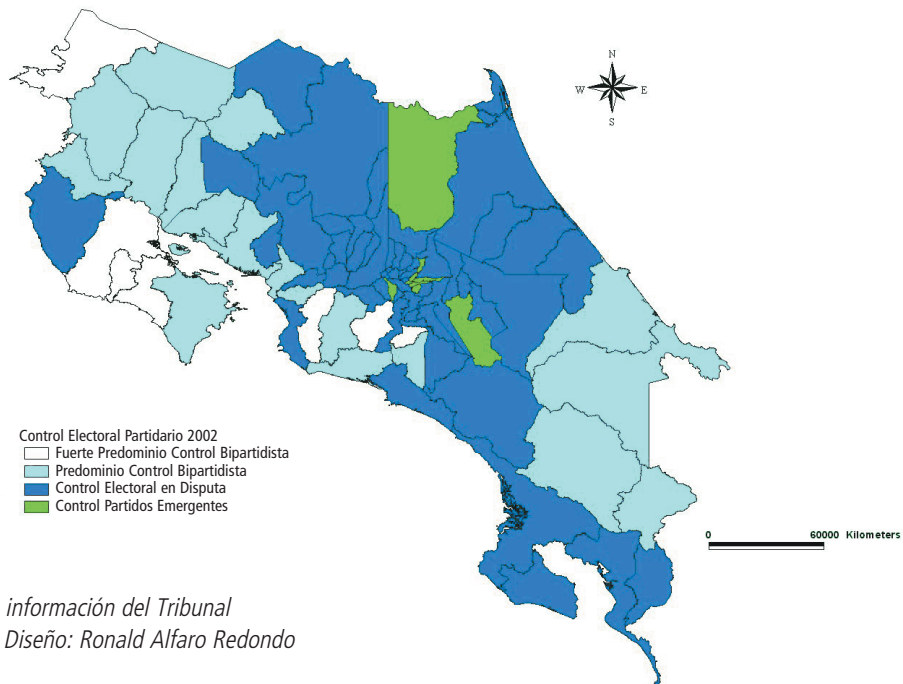 N
W E
S
Control Electoral Partidario 2002
Fuerte Predominio Control Bipartidista
Predominio Control Bipartidista
Control Electoral en Disputa
Control Partidos Emergentes
0 60000 Kilometers
información del Tribunal
Diseño: Ronald Alfaro Redondo